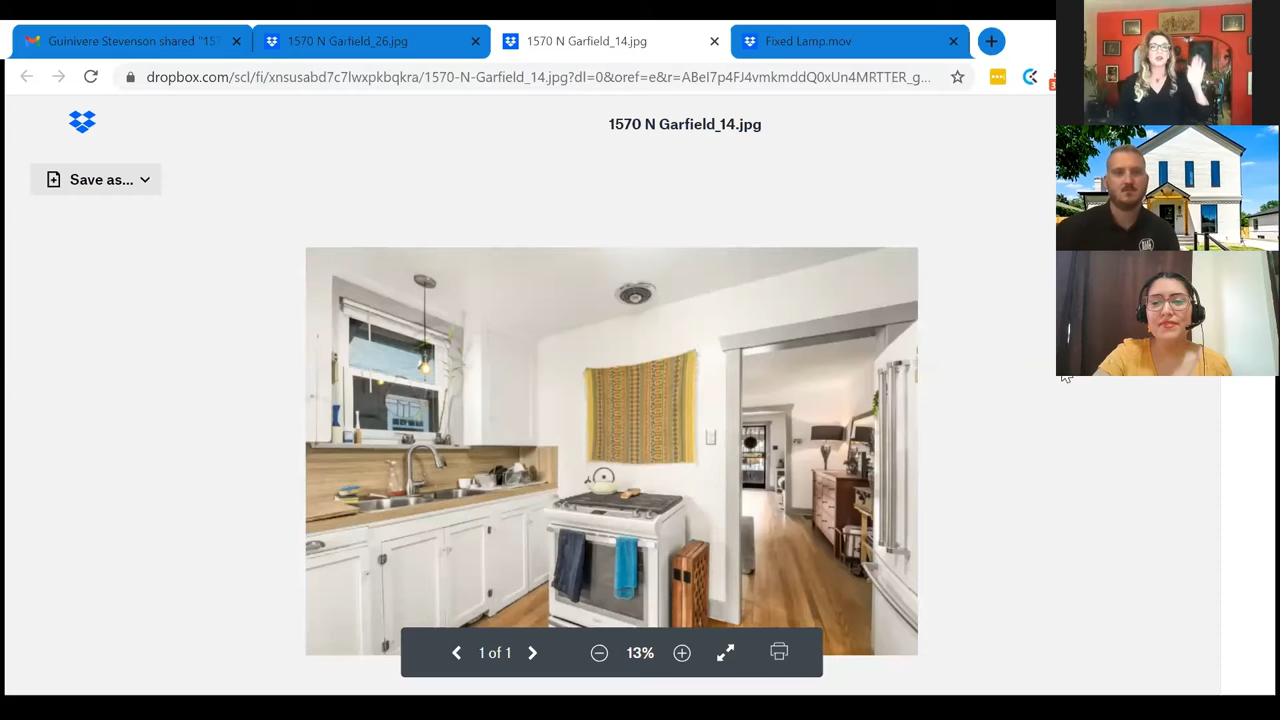 Guinivere Stevenson shared "157
1570 N Garfield_26.jpg
1570 N Garfield_14.jpg
Fixed Lamp.mov
dropbox.com/scl/fi/xnsusabd7c7lwxpkbqkra/1570-N-Garfield_14.jpg?dl=0&oref=e&r=ABeI7p4FJ4vmkmddQ0xUn4MRTTER_g...
1570 N Garfield_14.jpg
Save as...
1 of 1
13%